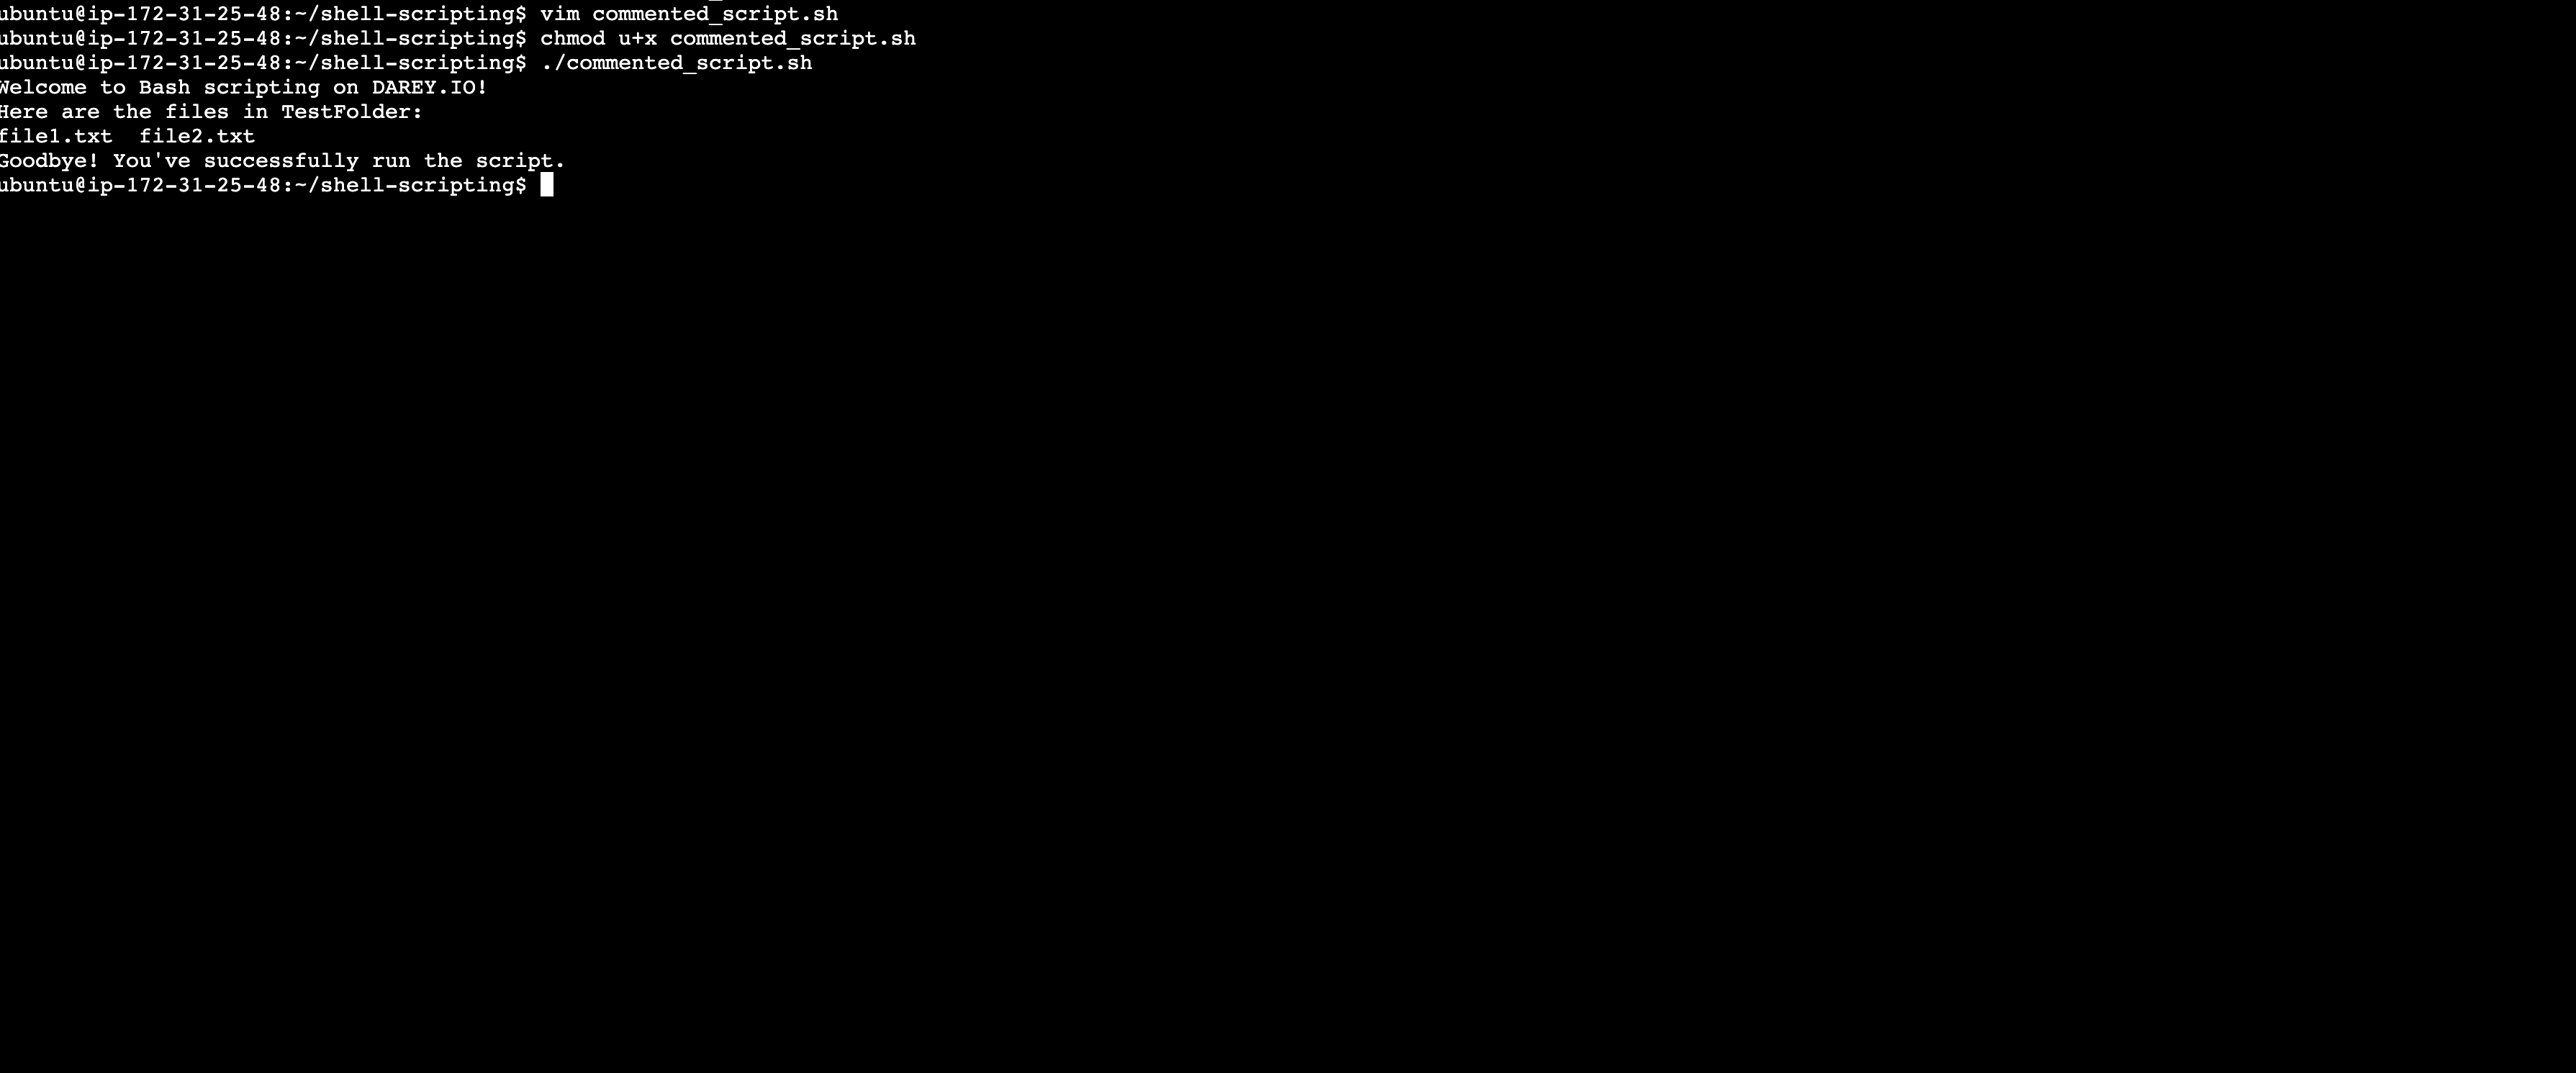 ubuntu@ip-172-31-25-48:~/shell-scripting$ vim commented_script.sh
ubuntu@ip-172-31-25-48:~/shell-scripting$ chmod u+x commented_script.sh
ubuntu@ip-172-31-25-48:~/shell-scripting$ ./commented_script.sh
Welcome to Bash scripting on DAREY.IO!
Here are the files in TestFolder:
file1.txt  file2.txt
Goodbye! You've successfully run the script.
ubuntu@ip-172-31-25-48:~/shell-scripting$